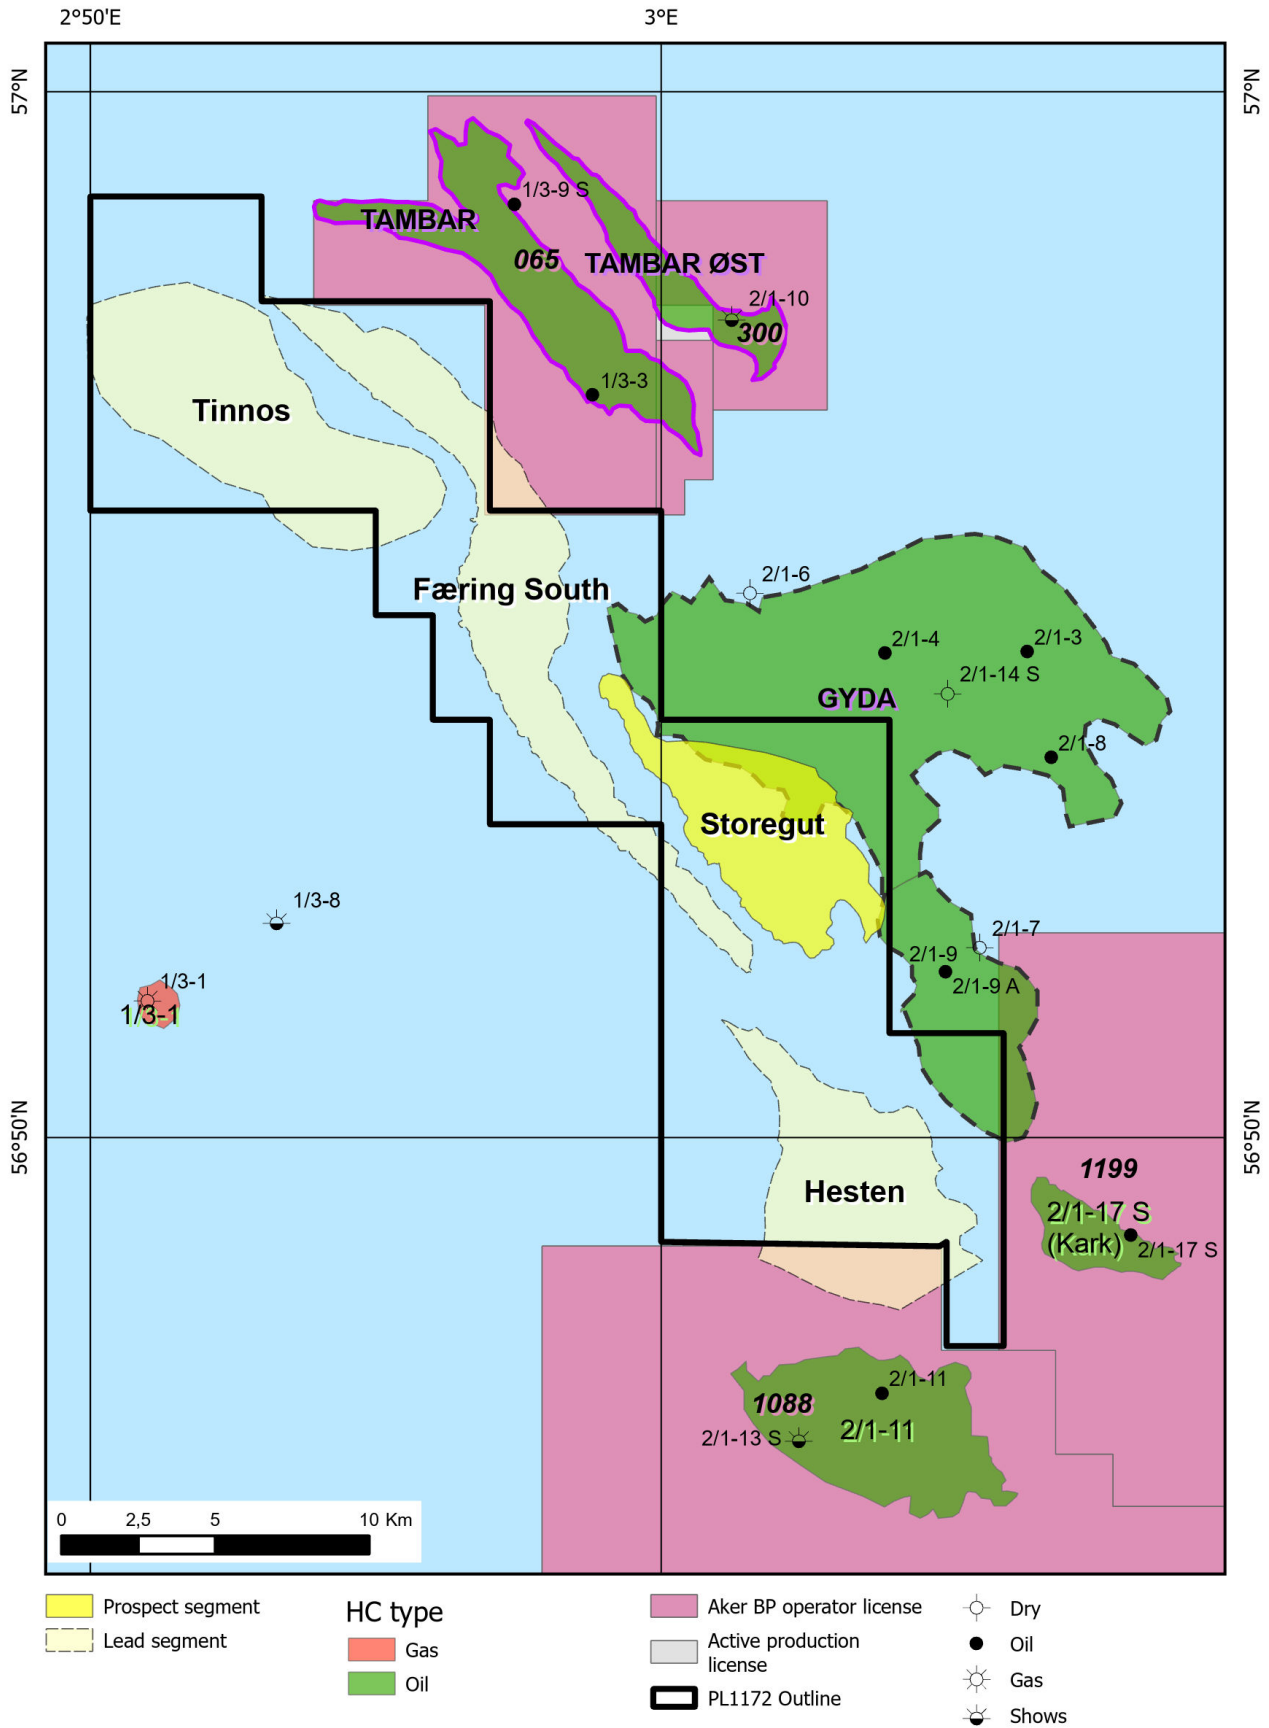 2°50'E
3°E
57°N
57°N
1/3-9 S
TAMBAR
065
TAMBAR ØST
2/1-10
300
1/3-3
Tinnos
Færing South
2/1-6
2/1-4
2/1-3
2/1-14 S
GYDA
2/1-8
Storegut
1/3-8
2/1-7
2/1-9
2/1-9 A
1/3-1
1/3-1
56°50'N
56°50'N
1199
Hesten
2/1-17 S
(Kark)
2/1-17 S
2/1-11
1088
2/1-11
2/1-13 S
0 2,5 5 10 Km
Prospect segment
Lead segment
HC type
Gas
Oil
Aker BP operator license
Active production
license
PL1172 Outline
Dry
Oil
Gas
Shows